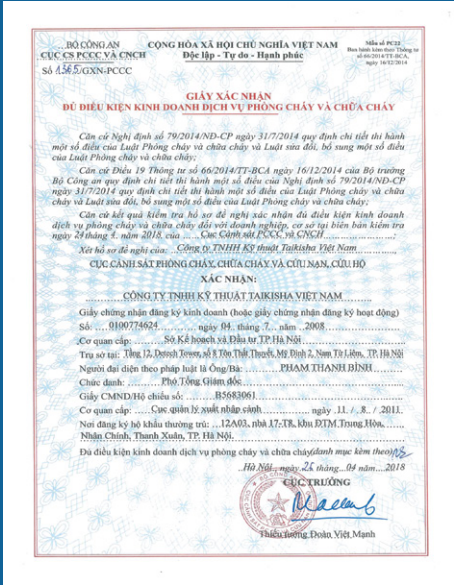 BỘ CÔNG AN
CỤC CS PCCC VÀ CNCH
Số 1365/GXN-PCCC
CỘNG HÒA XÃ HỘI CHỦ NGHĨA VIỆT NAM
Độc lập - Tự do - Hạnh phúc
Mẫu số PC12
Ban hành kèm theo Thông tư
số 66/2014/TT-BCA,
ngày 16/12/2014
GIẤY XÁC NHẬN
ĐỦ ĐIỀU KIỆN KINH DOANH DỊCH VỤ PHÒNG CHÁY VÀ CHỮA CHÁY
Căn cứ Nghị định số 79/2014/NĐ-CP ngày 31/7/2014 quy định chi tiết thi hành
một số điều của Luật Phòng cháy và chữa cháy và Luật sửa đổi, bổ sung một số điều
của Luật Phòng cháy và chữa cháy;
Căn cứ Điều 19 Thông tư số 66/2014/TT-BCA ngày 16/12/2014 của Bộ trưởng
Bộ Công an quy định chi tiết thi hành một số điều của Nghị định số 79/2014/NĐ-CP
ngày 31/7/2014 quy định chi tiết thi hành một số điều của Luật Phòng cháy và chữa cháy
và Luật sửa đổi, bổ sung một số điều của Luật Phòng cháy và chữa cháy;
Căn cứ kết quả kiểm tra hồ sơ đề nghị xác nhận đủ điều kiện kinh doanh
dịch vụ phòng cháy và chữa cháy đối với doanh nghiệp, cơ sở tại biên bản kiểm tra
ngày 24 tháng 4 năm 2018 của ..... Cục Cảnh sát PCCC và CNCH ..... ;
Xét hồ sơ đề nghị của: Công ty TNHH Kỹ thuật Taikisha Việt Nam
CỤC CẢNH SÁT PHÒNG CHÁY, CHỮA CHÁY VÀ CỨU NẠN, CỨU HỘ
XÁC NHẬN:
CÔNG TY TNHH KỸ THUẬT TAIKISHA VIỆT NAM
Giấy chứng nhận đăng ký kinh doanh (hoặc giấy chứng nhận đăng ký hoạt động)
Số: 0100774624 ngày 04 tháng 7 năm 2008
Cơ quan cấp: Sở Kế hoạch và Đầu tư TP.Hà Nội
Trụ sở tại: Tầng 12, Detech Tower, số 8 Tôn Thất Thuyết, Mỹ Đình 2, Nam Từ Liêm, TP. Hà Nội
Người đại diện theo pháp luật là Ông/Bà: PHẠM THANH BÌNH
Chức danh: Phó Tổng Giám đốc
Giấy CMND/Hộ chiếu số: B5683061
Cơ quan cấp: Cục quản lý xuất nhập cảnh ngày 11 / 8 / 2011
Nơi đăng ký hộ khẩu thường trú: 12A03, nhà 17-TR, khu ĐTM Trung Hòa,
Nhân Chính, Thanh Xuân, TP. Hà Nội.
Đủ điều kiện kinh doanh dịch vụ phòng cháy và chữa cháy(danh mục kèm theo)
Hà Nội, ngày 26 tháng 04 năm 2018
CỤC TRƯỞNG
Thiếu tướng Đoàn Việt Mạnh